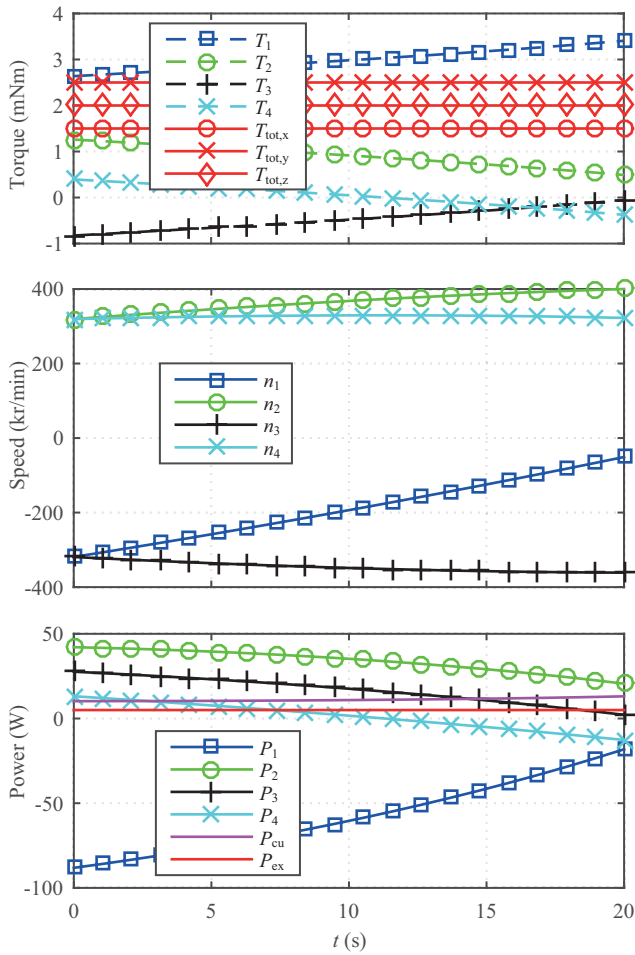 4
3
2
1
0
-1
Torque (mNm)
T1
T2
T3
T4
Ttot,x
Ttot,y
Ttot,z
400
200
0
-200
-400
Speed (kr/min)
n1
n2
n3
n4
50
0
-50
-100
Power (W)
P1
P2
P3
P4
Pcu
Pex
0 5 10 15 20
t (s)